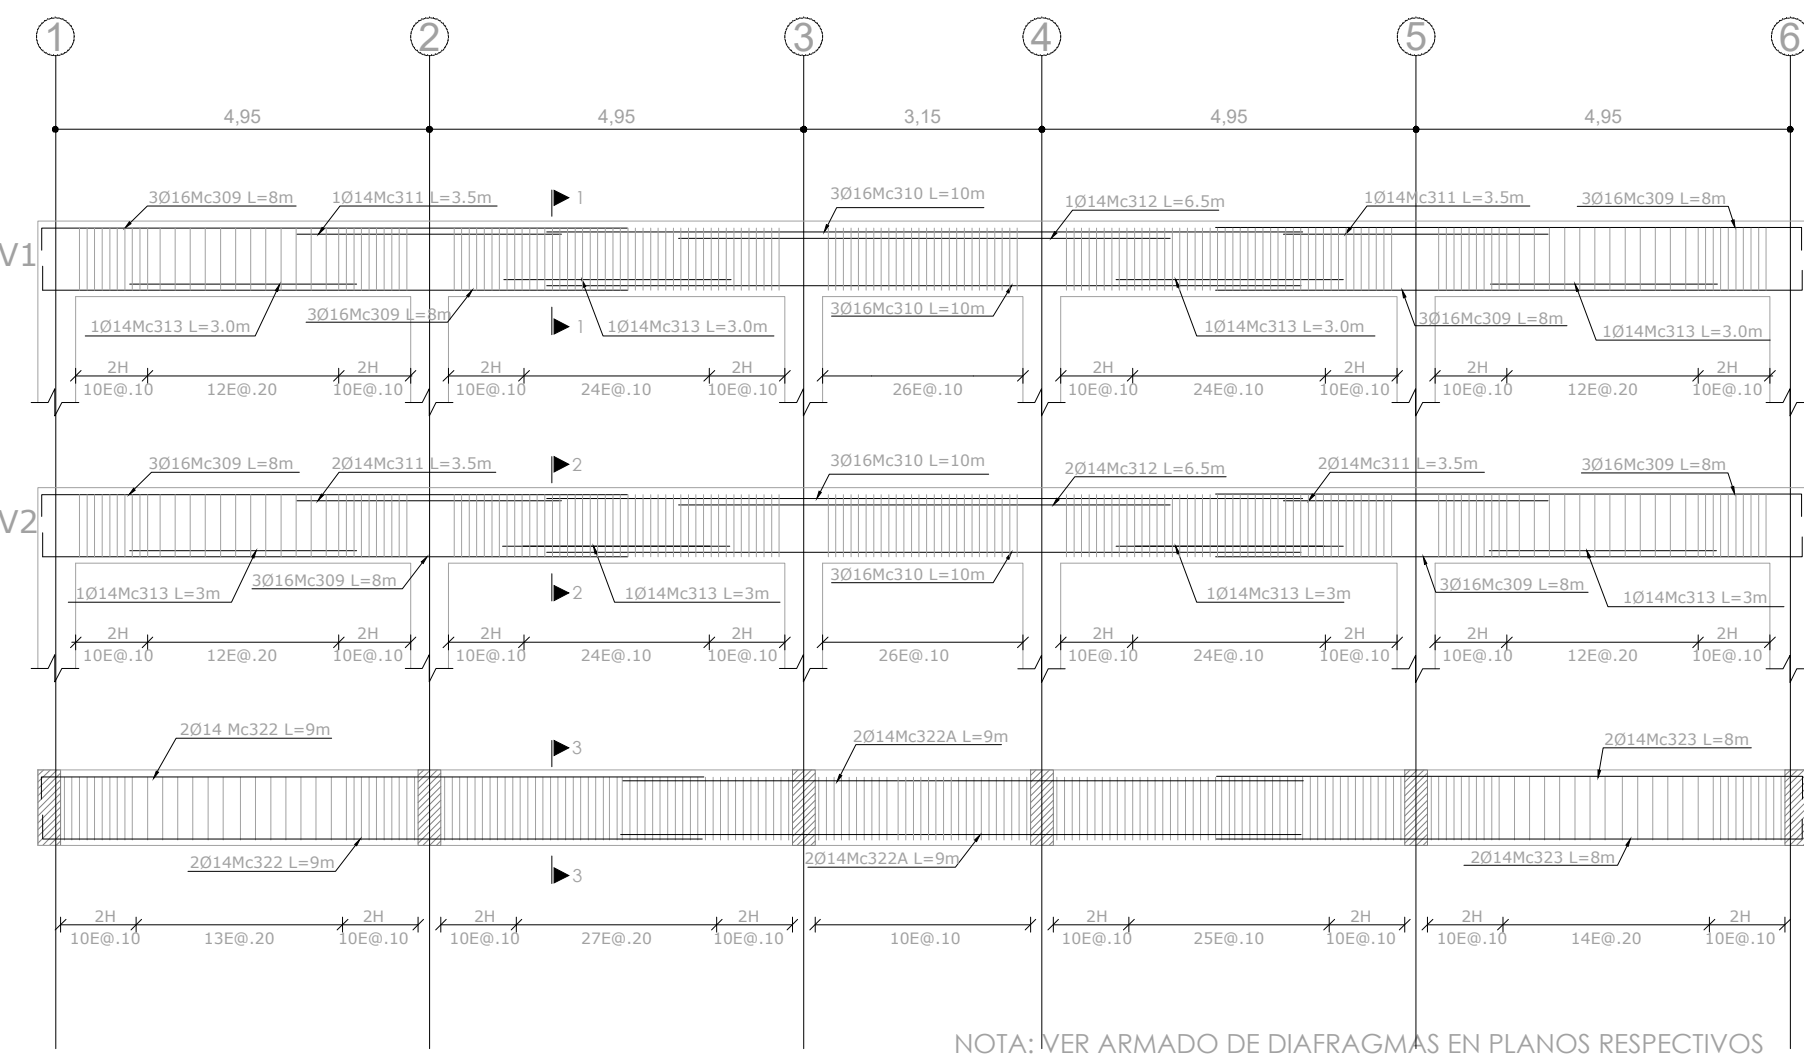 1 2 3 4 5 6
4,95 4,95 3,15 4,95 4,95
3Ø16Mc309 L=8m 1Ø14Mc311 L=3.5m 1 3Ø16Mc310 L=10m 1Ø14Mc312 L=6.5m 1Ø14Mc311 L=3.5m 3Ø16Mc309 L=8m
V1
1Ø14Mc313 L=3.0m 3Ø16Mc309 L=8m 1 1Ø14Mc313 L=3.0m 3Ø16Mc310 L=10m 1Ø14Mc313 L=3.0m 3Ø16Mc309 L=8m 1Ø14Mc313 L=3.0m
2H 2H 2H 2H 2H 2H 2H 2H
10E@.10 12E@.20 10E@.10 10E@.10 24E@.10 10E@.10 26E@.10 10E@.10 24E@.10 10E@.10 10E@.10 12E@.20 10E@.10
3Ø16Mc309 L=8m 2Ø14Mc311 L=3.5m 2 3Ø16Mc310 L=10m 2Ø14Mc312 L=6.5m 2Ø14Mc311 L=3.5m 3Ø16Mc309 L=8m
V2
1Ø14Mc313 L=3m 3Ø16Mc309 L=8m 2 1Ø14Mc313 L=3m 3Ø16Mc310 L=10m 1Ø14Mc313 L=3m 3Ø16Mc309 L=8m 1Ø14Mc313 L=3m
2H 2H 2H 2H 2H 2H 2H 2H
10E@.10 12E@.20 10E@.10 10E@.10 24E@.10 10E@.10 26E@.10 10E@.10 24E@.10 10E@.10 10E@.10 12E@.20 10E@.10
2Ø14 Mc322 L=9m 3 2Ø14Mc322A L=9m 2Ø14Mc323 L=8m
2Ø14Mc322 L=9m 3 2Ø14Mc322A L=9m 2Ø14Mc323 L=8m
2H 2H 2H 2H 2H 2H 2H 2H
10E@.10 13E@.20 10E@.10 10E@.10 27E@.20 10E@.10 10E@.10 10E@.10 25E@.10 10E@.10 10E@.10 14E@.20 10E@.10
NOTA: VER ARMADO DE DIAFRAGMAS EN PLANOS RESPECTIVOS